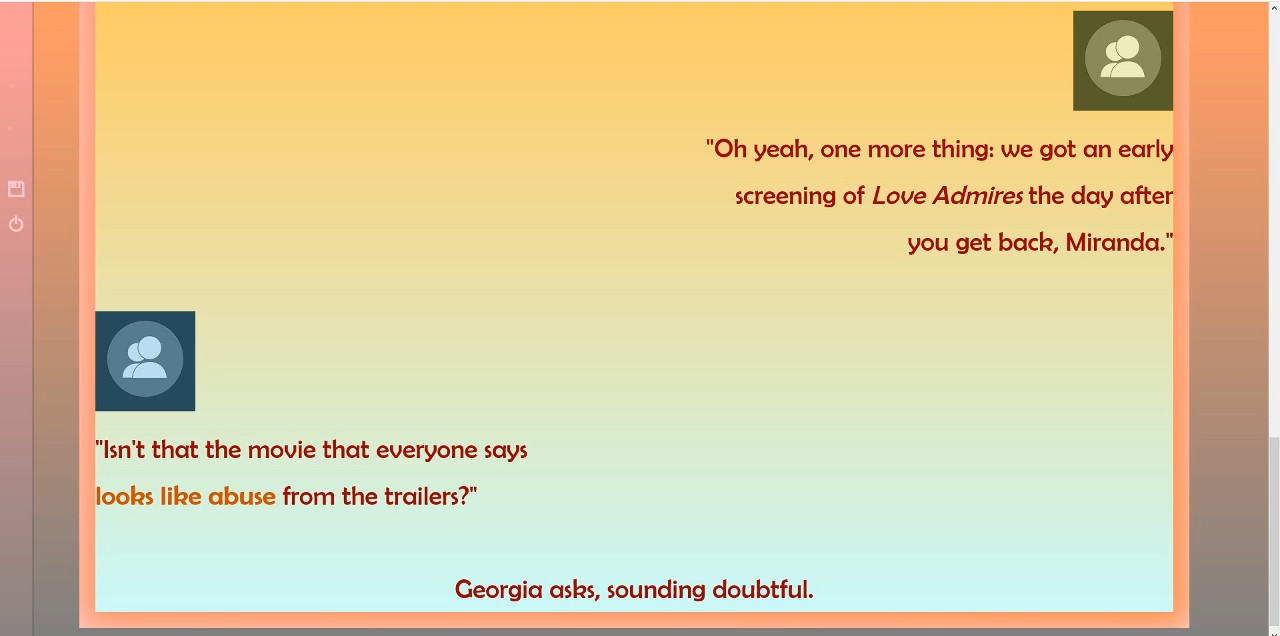 "Oh yeah, one more thing: we got an early
screening of Love Admires the day after
you get back, Miranda."
"Isn't that the movie that everyone says
looks like abuse from the trailers?"
Georgia asks, sounding doubtful.